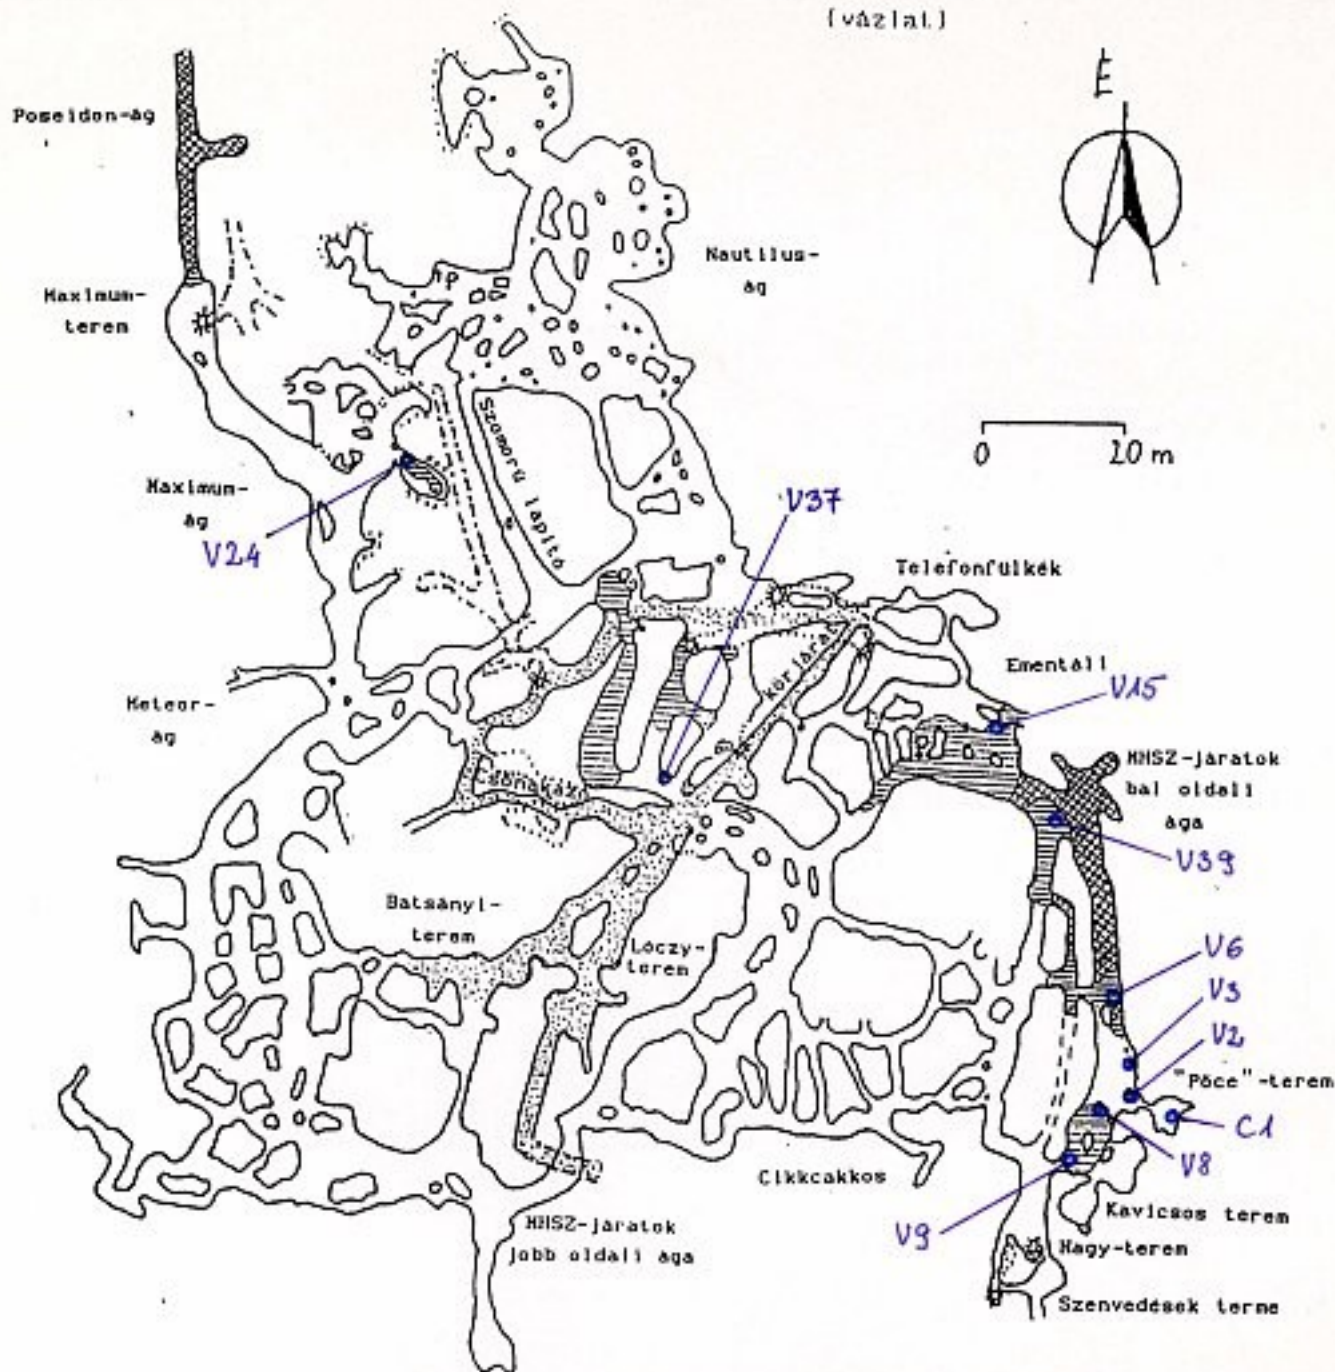 (vázlat)
É
Poseidon-ág
Nautilus-
ág
Maximum-
terem
0 10 m
Szomorú lapító
Maximum-
ág
V24
V37
Telefonfülkék
körjárat
Ementáli
V15
Meteor-
ág
Csónakázó
MHSZ-járatok
bal oldali
ága
V39
Batsányi-
terem
Lóczy-
terem
V6
V3
V2
"Pöce"-terem
C1
V8
Cikkcakkos
V9
Kavicsos terem
MHSZ-járatok
jobb oldali ága
Nagy-terem
Szenvedések terme